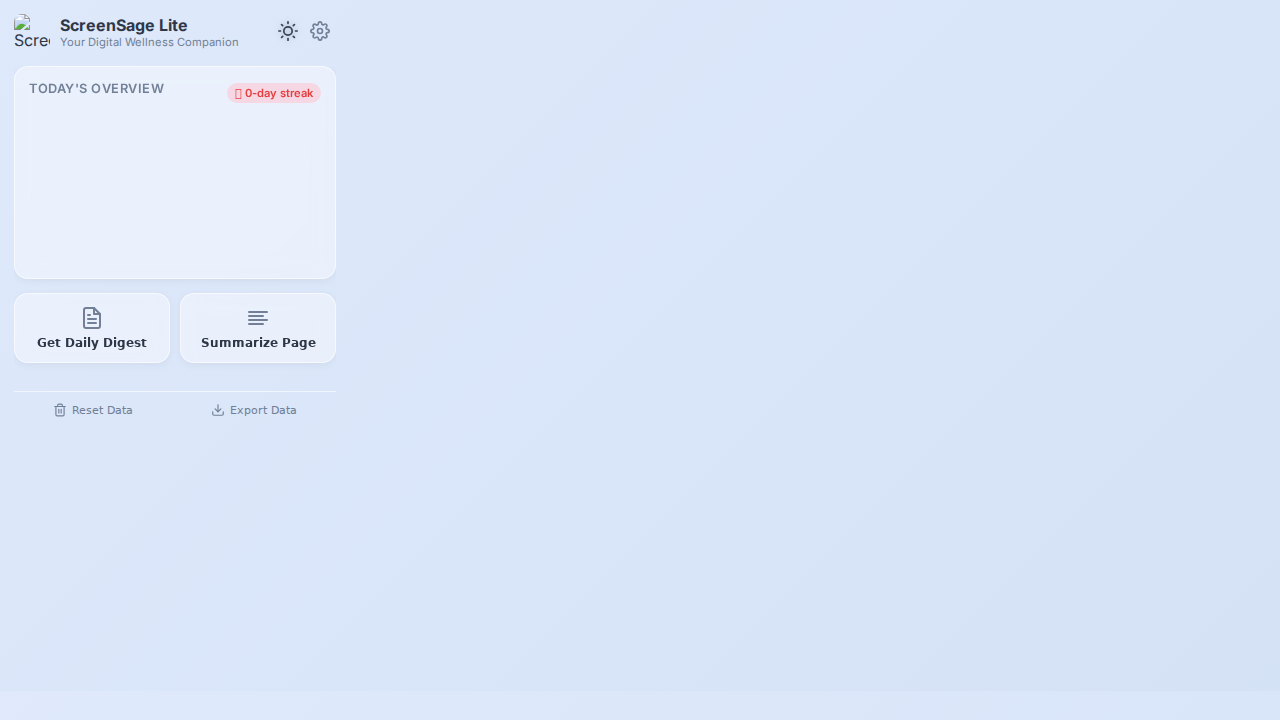 Scree
ScreenSage Lite
Your Digital Wellness Companion
TODAY'S OVERVIEW
0-day streak
Get Daily Digest
Summarize Page
Reset Data
Export Data